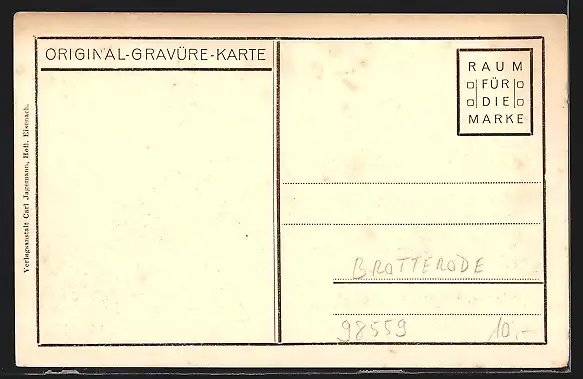 ORIGINAL-GRAVÜRE-KARTE
RAUM
FÜR
DIE
MARKE
Verlagsanstalt Carl Jagemann, Hofl. Eisenach.
BROTTERODE
98559
10,-